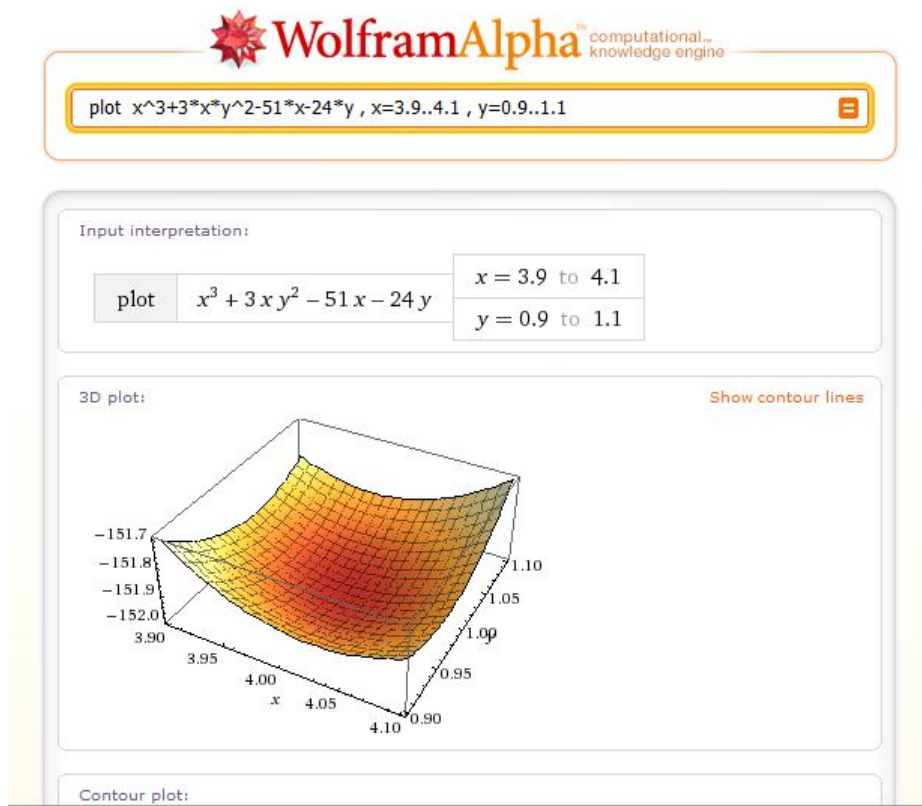 WolframAlpha™ computational... knowledge engine
plot x^3+3*x*y^2-51*x-24*y , x=3.9..4.1 , y=0.9..1.1
Input interpretation:
plot x³ + 3 x y² − 51 x − 24 y
x = 3.9 to 4.1
y = 0.9 to 1.1
3D plot:
Show contour lines
−151.7
−151.8
−151.9
−152.0
3.90
3.95
4.00
x
4.05
4.10
0.90
0.95
1.00
y
1.05
1.10
Contour plot: